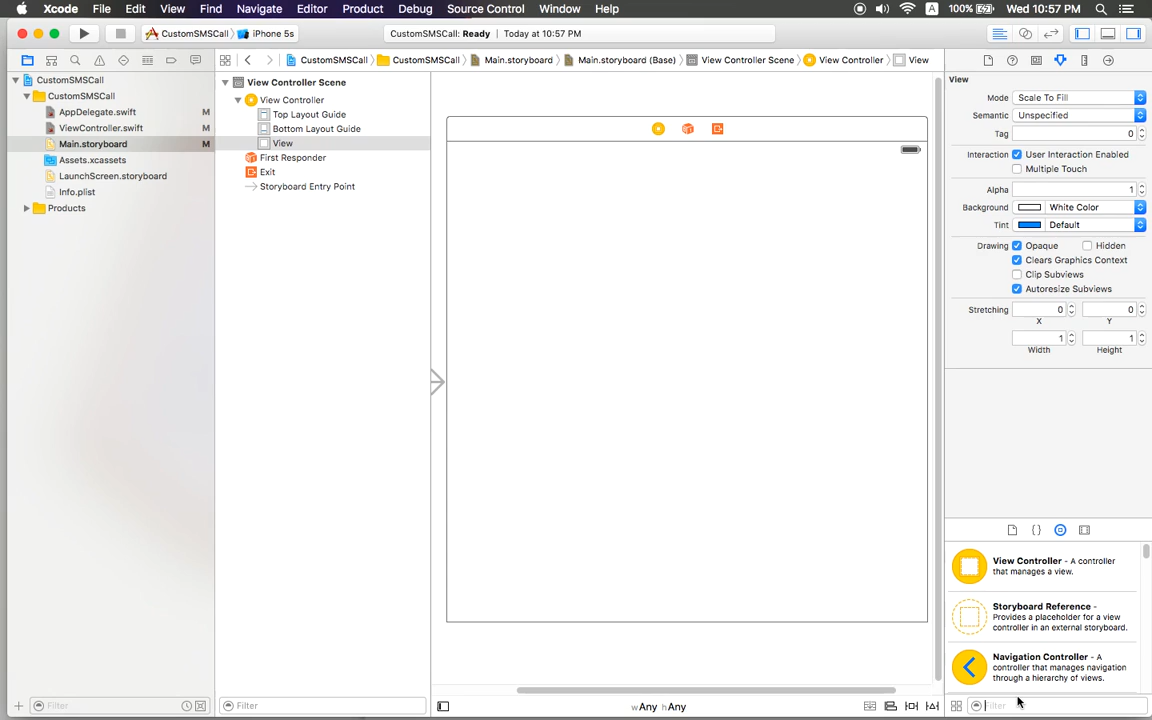 Xcode File Edit View Find Navigate Editor Product Debug Source Control Window Help A 100% Wed 10:57 PM
CustomSMSCall iPhone 5s CustomSMSCall: Ready Today at 10:57 PM
CustomSMSCall CustomSMSCall Main.storyboard Main.storyboard (Base) View Controller Scene View Controller View
CustomSMSCall
CustomSMSCall
AppDelegate.swift M
ViewController.swift M
Main.storyboard M
Assets.xcassets
LaunchScreen.storyboard
Info.plist
Products
View Controller Scene
View Controller
Top Layout Guide
Bottom Layout Guide
View
First Responder
Exit
Storyboard Entry Point
View
Mode Scale To Fill
Semantic Unspecified
Tag 0
Interaction User Interaction Enabled
Multiple Touch
Alpha 1
Background White Color
Tint Default
Drawing Opaque Hidden
Clears Graphics Context
Clip Subviews
Autoresize Subviews
Stretching 0 0
X Y
1 1
Width Height
{ }
View Controller - A controller
that manages a view.
Storyboard Reference -
Provides a placeholder for a view
controller in an external storyboard.
Navigation Controller - A
controller that manages navigation
through a hierarchy of views.
Filter Filter wAny hAny Filter